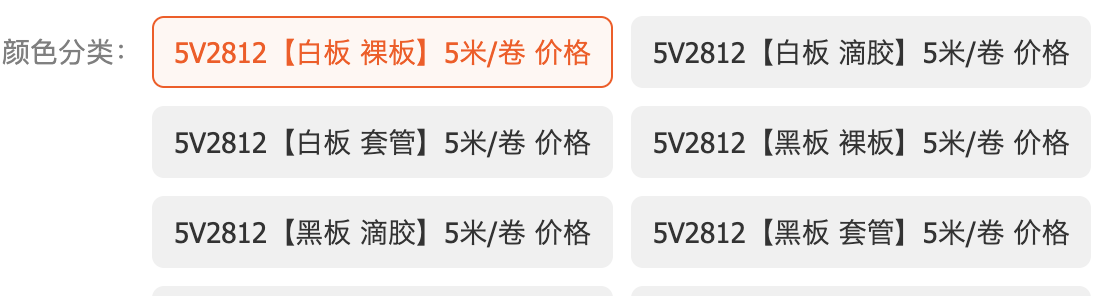 颜色分类： 5V2812【白板 裸板】5米/卷 价格 5V2812【白板 滴胶】5米/卷 价格
5V2812【白板 套管】5米/卷 价格 5V2812【黑板 裸板】5米/卷 价格
5V2812【黑板 滴胶】5米/卷 价格 5V2812【黑板 套管】5米/卷 价格